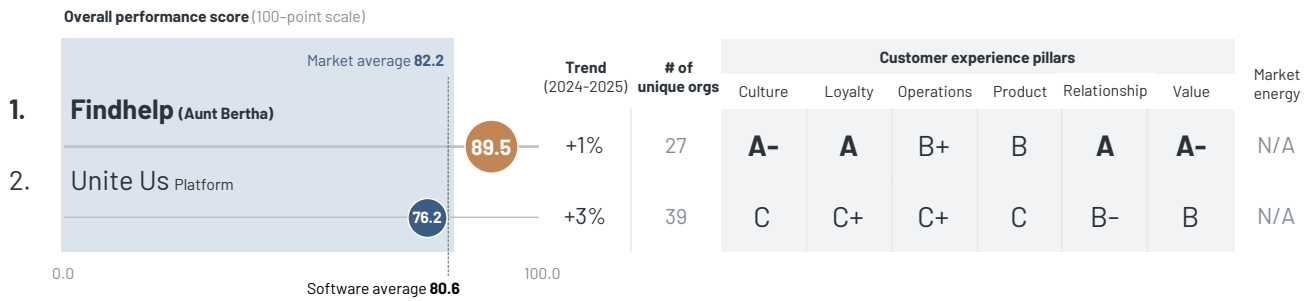 Overall performance score (100-point scale)
Market average 82.2
Trend
(2024-2025)
# of
unique orgs
Customer experience pillars
Culture Loyalty Operations Product Relationship Value
Market
energy
1. Findhelp (Aunt Bertha)
89.5 +1% 27 A- A B+ B A A- N/A
2. Unite Us Platform
76.2 +3% 39 C C+ C+ C B- B N/A
0.0 100.0
Software average 80.6